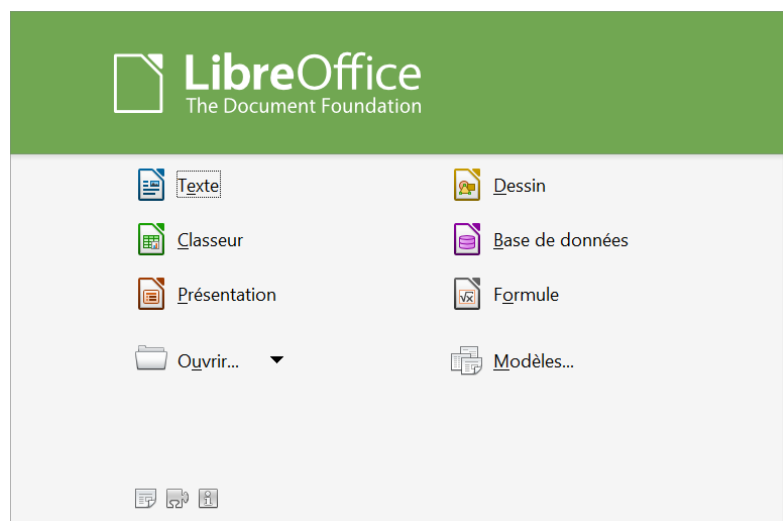 LibreOffice
The Document Foundation
Texte
Dessin
Classeur
Base de données
Présentation
Formule
Ouvrir...
Modèles...